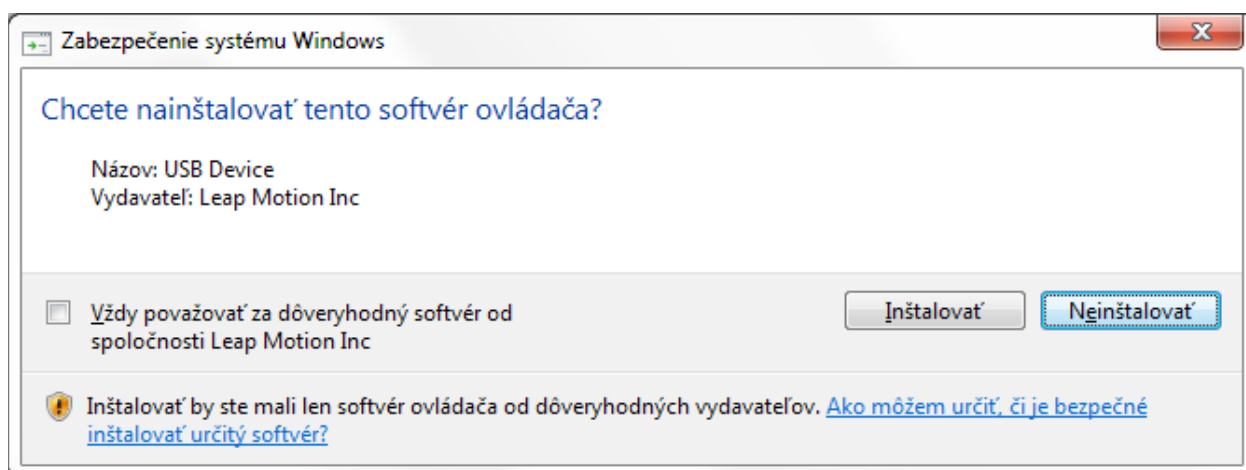 Zabezpečenie systému Windows
Chcete nainštalovať tento softvér ovládača?
Názov: USB Device
Vydavateľ: Leap Motion Inc
Vždy považovať za dôveryhodný softvér od
spoločnosti Leap Motion Inc
Inštalovať
Neinštalovať
Inštalovať by ste mali len softvér ovládača od dôveryhodných vydavateľov. Ako môžem určiť, či je bezpečné
inštalovať určitý softvér?